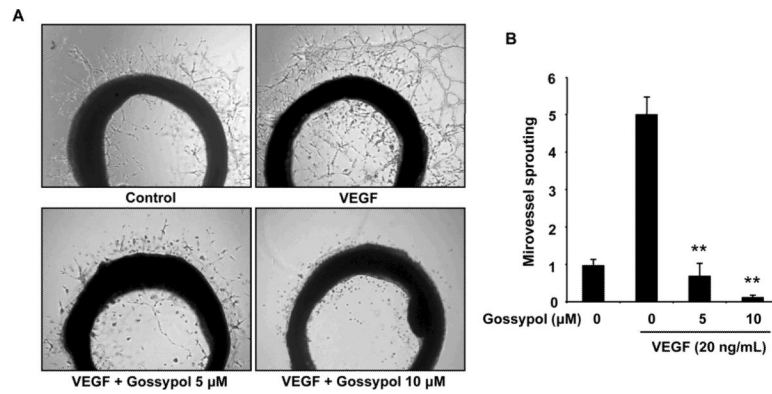 A
Control
VEGF
VEGF + Gossypol 5 µM
VEGF + Gossypol 10 µM
B
Mirovessel sprouting
6
5
4
3
2
1
0
**
**
Gossypol (µM) 0 0 5 10
VEGF (20 ng/mL)